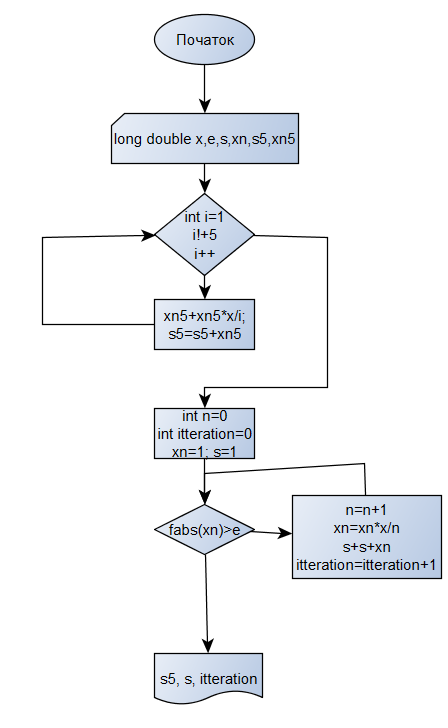 Початок
long double x,e,s,xn,s5,xn5
int i=1
i!+5
i++
xn5+xn5*x/i;
s5=s5+xn5
int n=0
int itteration=0
xn=1; s=1
fabs(xn)>e
n=n+1
xn=xn*x/n
s+s+xn
itteration=itteration+1
s5, s, itteration